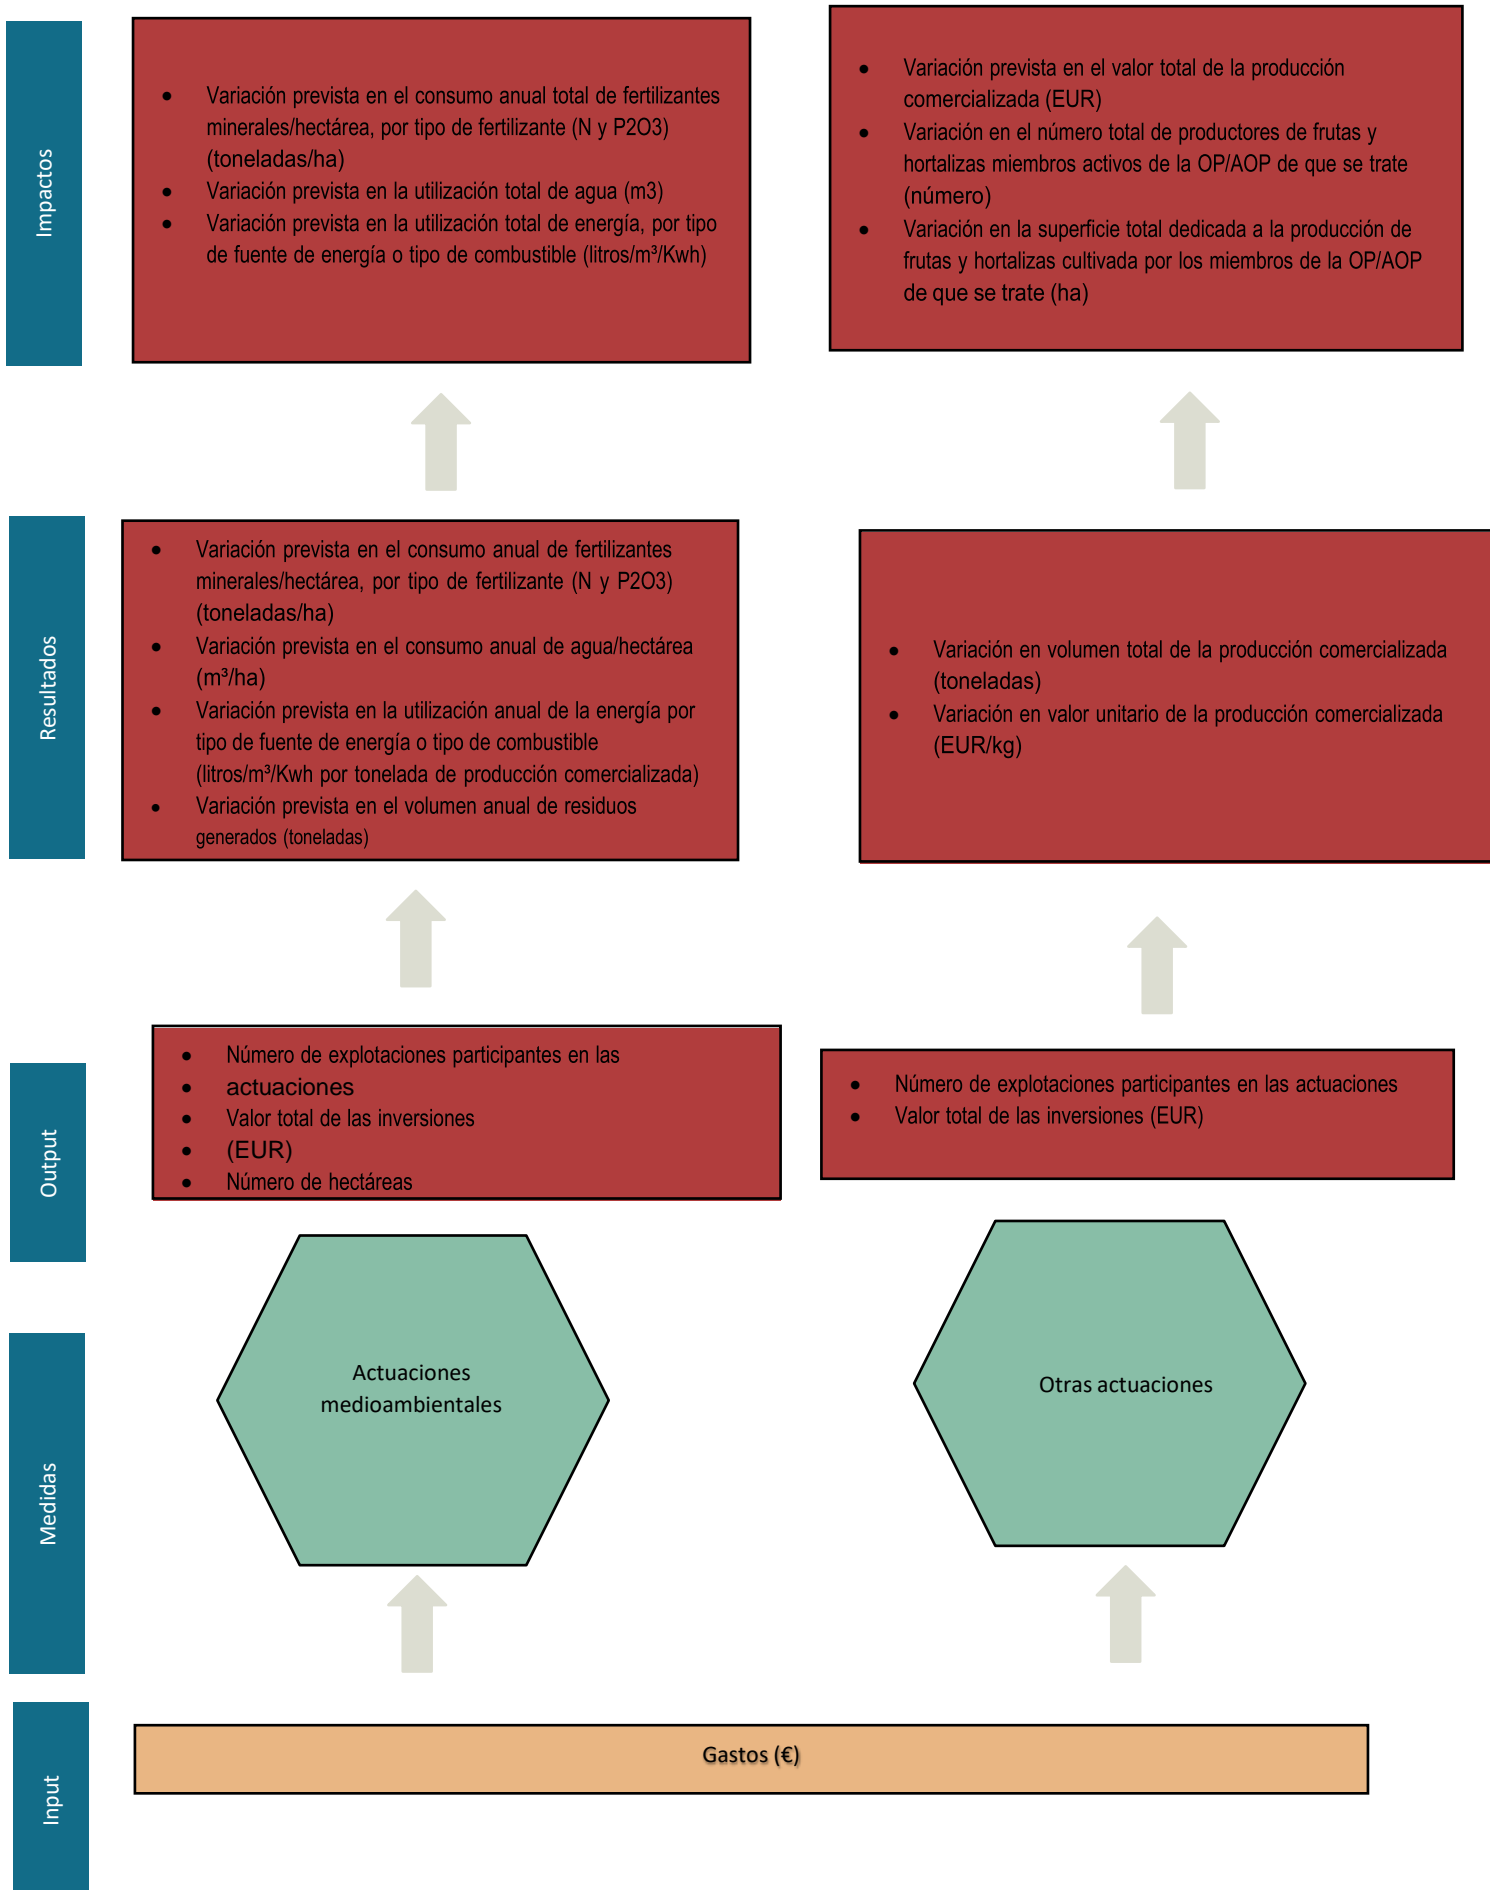 Impactos
• Variación prevista en el consumo anual total de fertilizantes
minerales/hectárea, por tipo de fertilizante (N y P2O3)
(toneladas/ha)
• Variación prevista en la utilización total de agua (m3)
• Variación prevista en la utilización total de energía, por tipo
de fuente de energía o tipo de combustible (litros/m³/Kwh)
• Variación prevista en el valor total de la producción
comercializada (EUR)
• Variación en el número total de productores de frutas y
hortalizas miembros activos de la OP/AOP de que se trate
(número)
• Variación en la superficie total dedicada a la producción de
frutas y hortalizas cultivada por los miembros de la OP/AOP
de que se trate (ha)
Resultados
• Variación prevista en el consumo anual de fertilizantes
minerales/hectárea, por tipo de fertilizante (N y P2O3)
(toneladas/ha)
• Variación prevista en el consumo anual de agua/hectárea
(m³/ha)
• Variación prevista en la utilización anual de la energía por
tipo de fuente de energía o tipo de combustible
(litros/m³/Kwh por tonelada de producción comercializada)
• Variación prevista en el volumen anual de residuos
generados (toneladas)
• Variación en volumen total de la producción comercializada
(toneladas)
• Variación en valor unitario de la producción comercializada
(EUR/kg)
Output
• Número de explotaciones participantes en las
• actuaciones
• Valor total de las inversiones
• (EUR)
• Número de hectáreas
• Número de explotaciones participantes en las actuaciones
• Valor total de las inversiones (EUR)
Medidas
Actuaciones
medioambientales
Otras actuaciones
Input
Gastos (€)